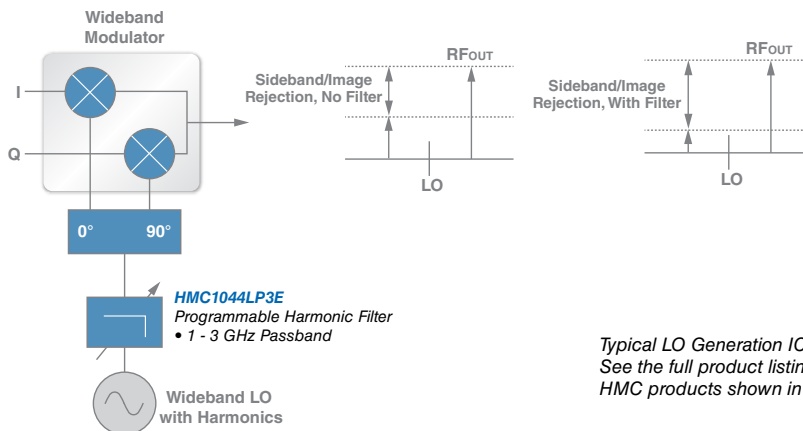 Wideband
Modulator
I
Q
0° 90°
HMC1044LP3E
Programmable Harmonic Filter
• 1 - 3 GHz Passband
Wideband LO
with Harmonics
RFOUT
Sideband/Image
Rejection, No Filter
LO
RFOUT
Sideband/Image
Rejection, With Filter
LO
Typical LO Generation IC
See the full product listin
HMC products shown in